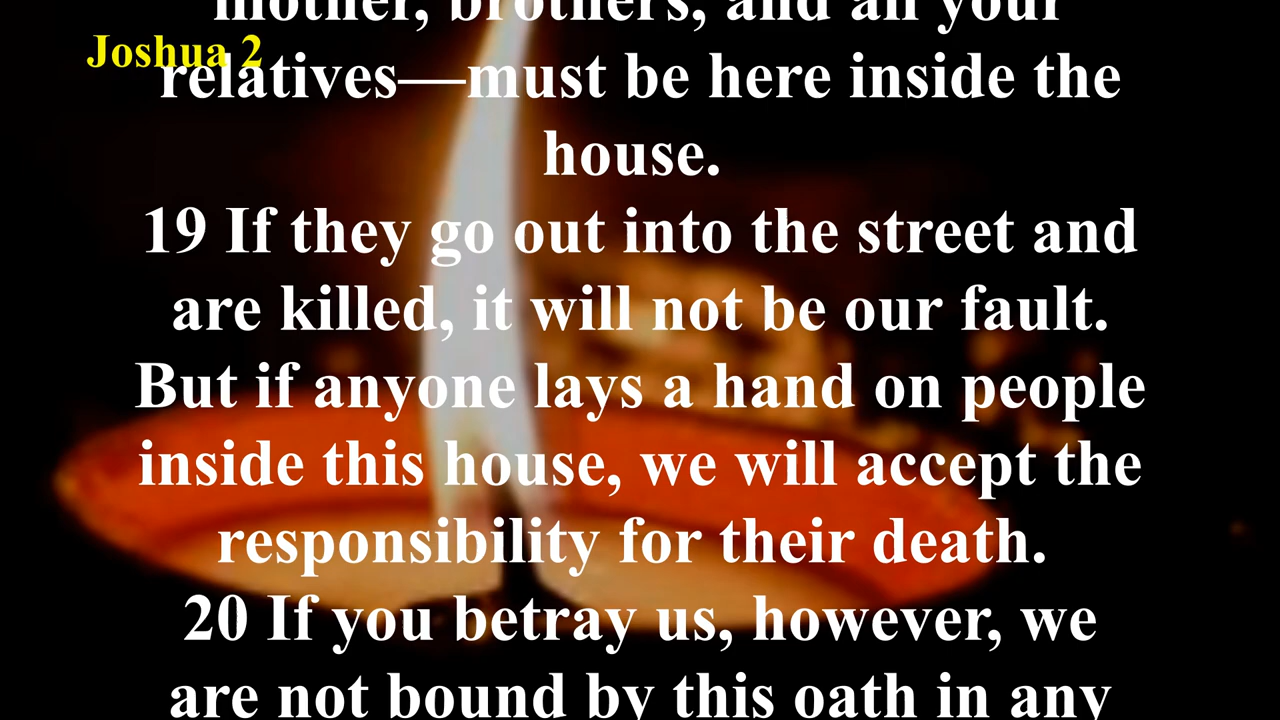 mother, brothers, and all your
Joshua 2
relatives—must be here inside the
house.
19 If they go out into the street and
are killed, it will not be our fault.
But if anyone lays a hand on people
inside this house, we will accept the
responsibility for their death.
20 If you betray us, however, we
are not bound by this oath in any